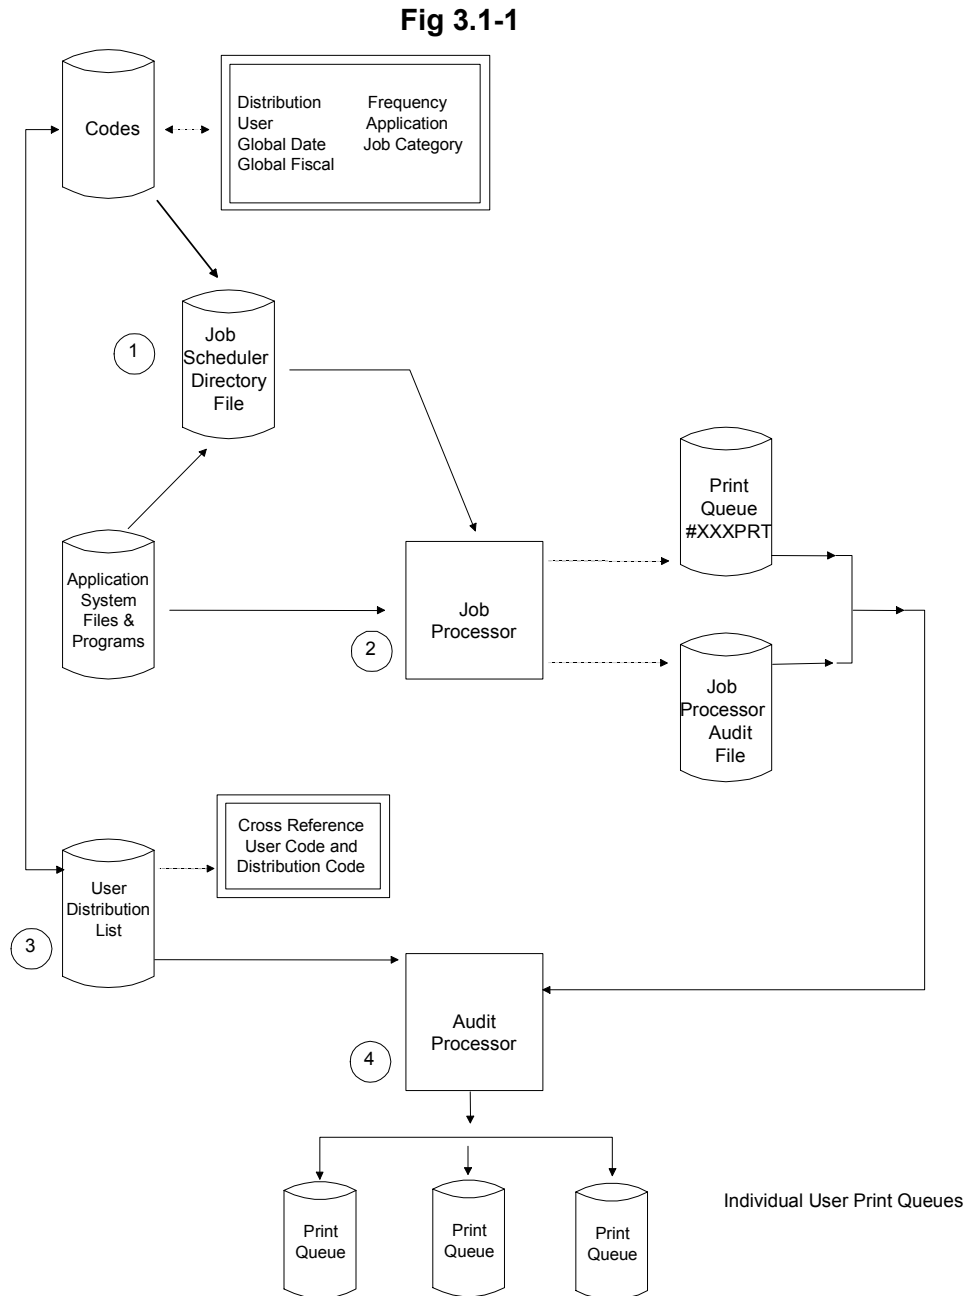 Fig 3.1-1
Codes
Distribution Frequency
User Application
Global Date Job Category
Global Fiscal
1
Job
Scheduler
Directory
File
Print
Queue
#XXXPRT
Application
System
Files &
Programs
2
Job
Processor
Job
Processor
Audit
File
Cross Reference
User Code and
Distribution Code
User
Distribution
List
3
Audit
Processor
4
Print
Queue
Print
Queue
Print
Queue
Individual User Print Queues